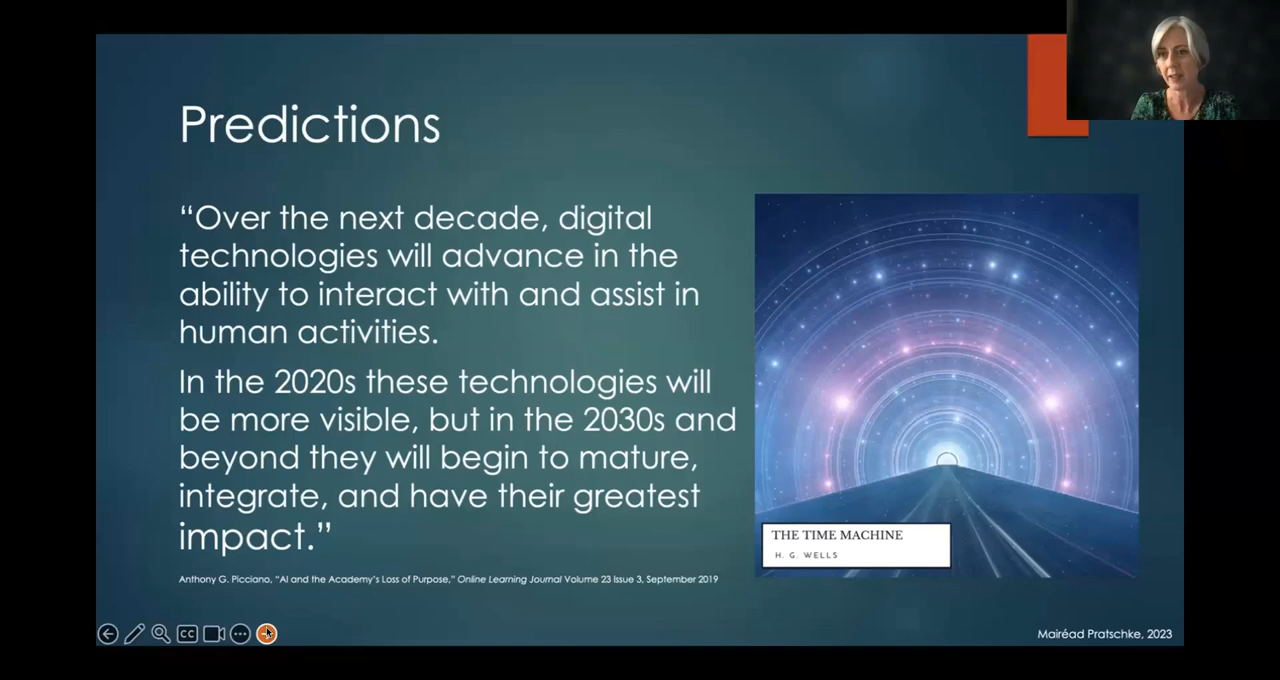 Predictions
“Over the next decade, digital
technologies will advance in the
ability to interact with and assist in
human activities.
In the 2020s these technologies will
be more visible, but in the 2030s and
beyond they will begin to mature,
integrate, and have their greatest
impact.”
Anthony G. Picciano, “AI and the Academy’s Loss of Purpose,” Online Learning Journal Volume 23 Issue 3, September 2019
THE TIME MACHINE
H. G. WELLS
CC
Mairéad Pratschke, 2023